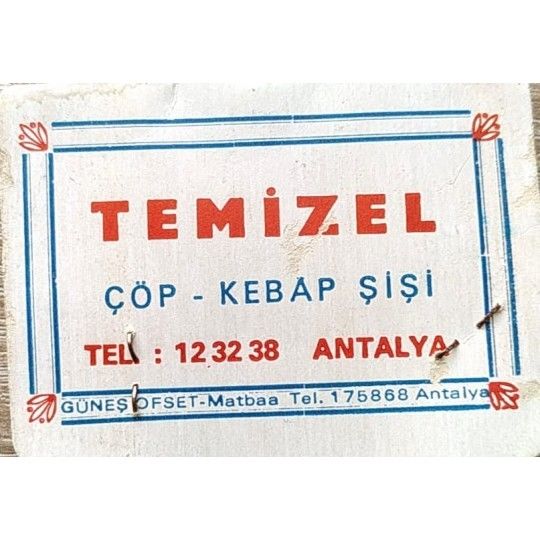 TEMİZEL
ÇÖP - KEBAP ŞİŞİ
TEL. : 12 32 38 ANTALYA
GÜNEŞ OFSET-Matbaa Tel. 175868 Antalya